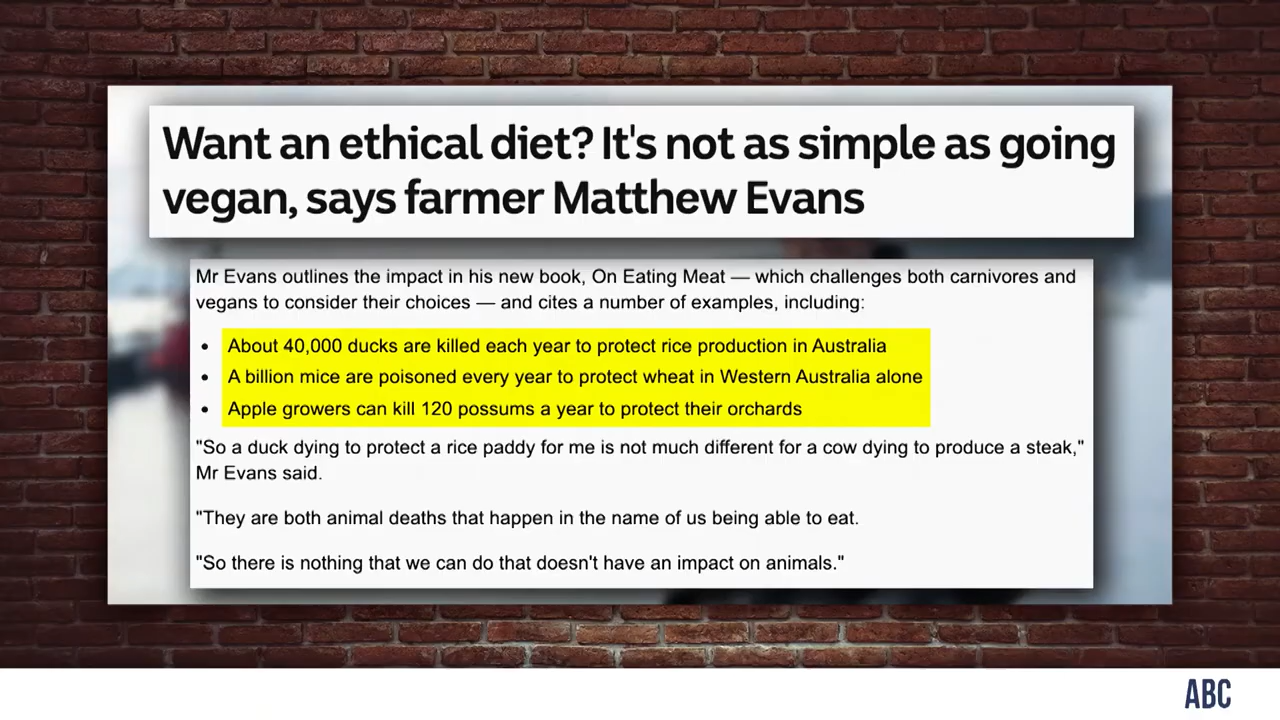 Want an ethical diet? It's not as simple as going
vegan, says farmer Matthew Evans
Mr Evans outlines the impact in his new book, On Eating Meat — which challenges both carnivores and
vegans to consider their choices — and cites a number of examples, including:
• About 40,000 ducks are killed each year to protect rice production in Australia
• A billion mice are poisoned every year to protect wheat in Western Australia alone
• Apple growers can kill 120 possums a year to protect their orchards
"So a duck dying to protect a rice paddy for me is not much different for a cow dying to produce a steak,"
Mr Evans said.
"They are both animal deaths that happen in the name of us being able to eat.
"So there is nothing that we can do that doesn't have an impact on animals."
ABC